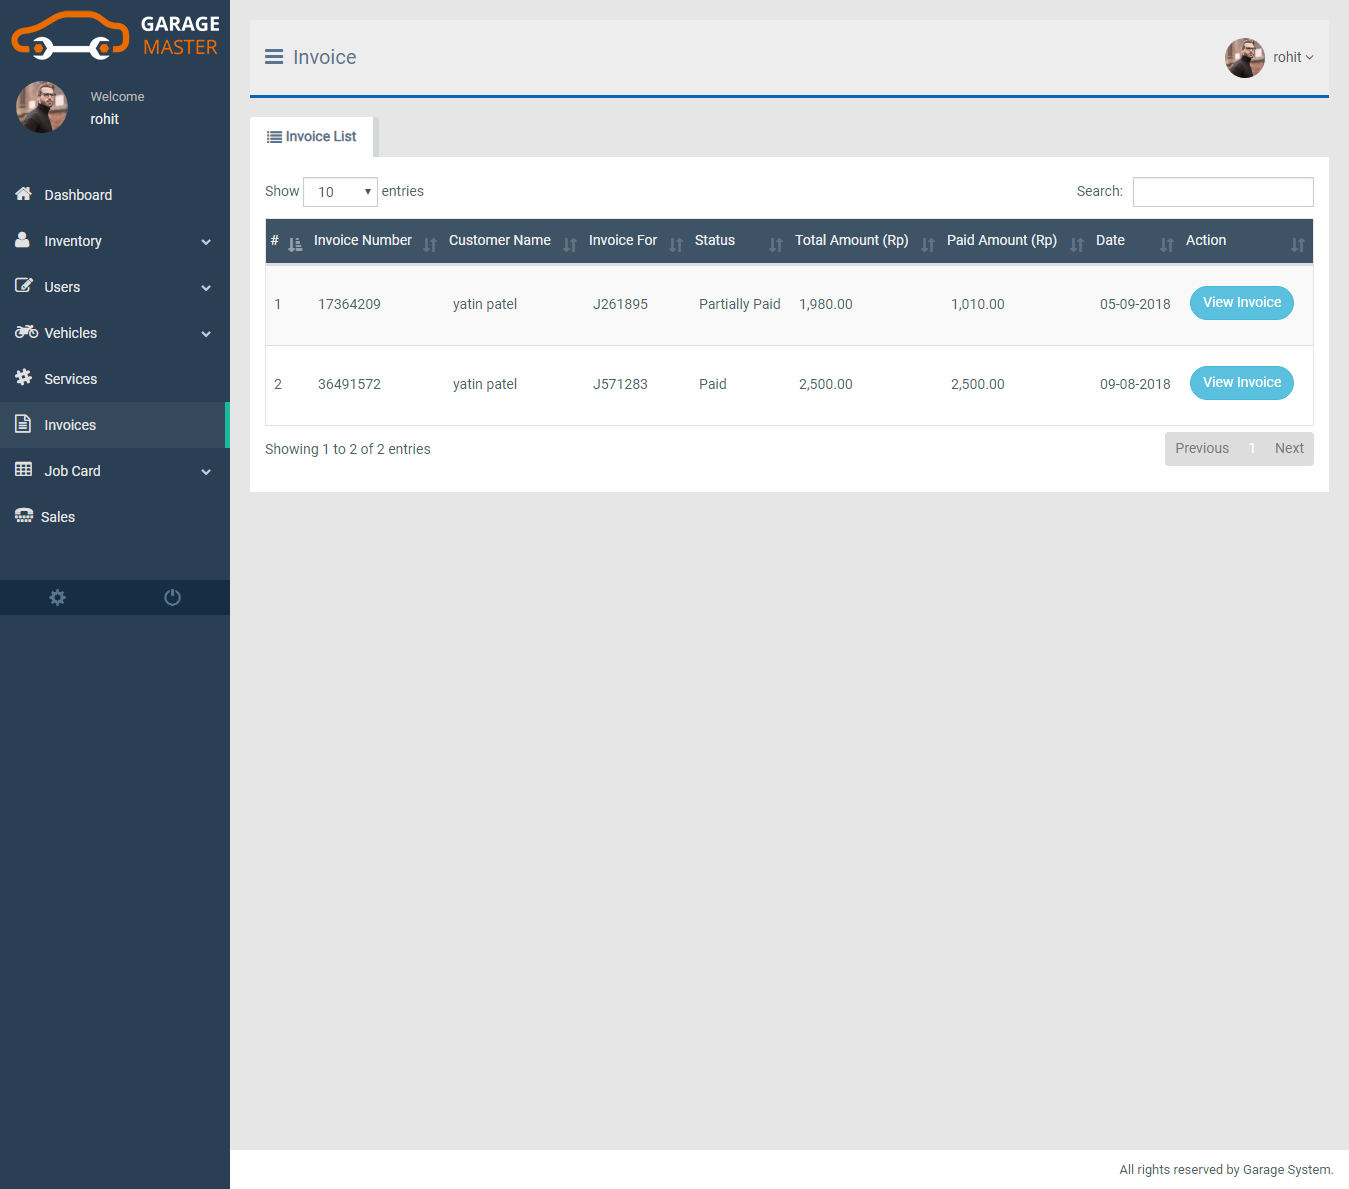 GARAGE
MASTER
Welcome
rohit
Dashboard
Inventory
Users
Vehicles
Services
Invoices
Job Card
Sales
Invoice
rohit
Invoice List
Show 10 entries
Search:
# Invoice Number Customer Name Invoice For Status Total Amount (Rp) Paid Amount (Rp) Date Action
1 17364209 yatin patel J261895 Partially Paid 1,980.00 1,010.00 05-09-2018 View Invoice
2 36491572 yatin patel J571283 Paid 2,500.00 2,500.00 09-08-2018 View Invoice
Showing 1 to 2 of 2 entries
Previous 1 Next
All rights reserved by Garage System.